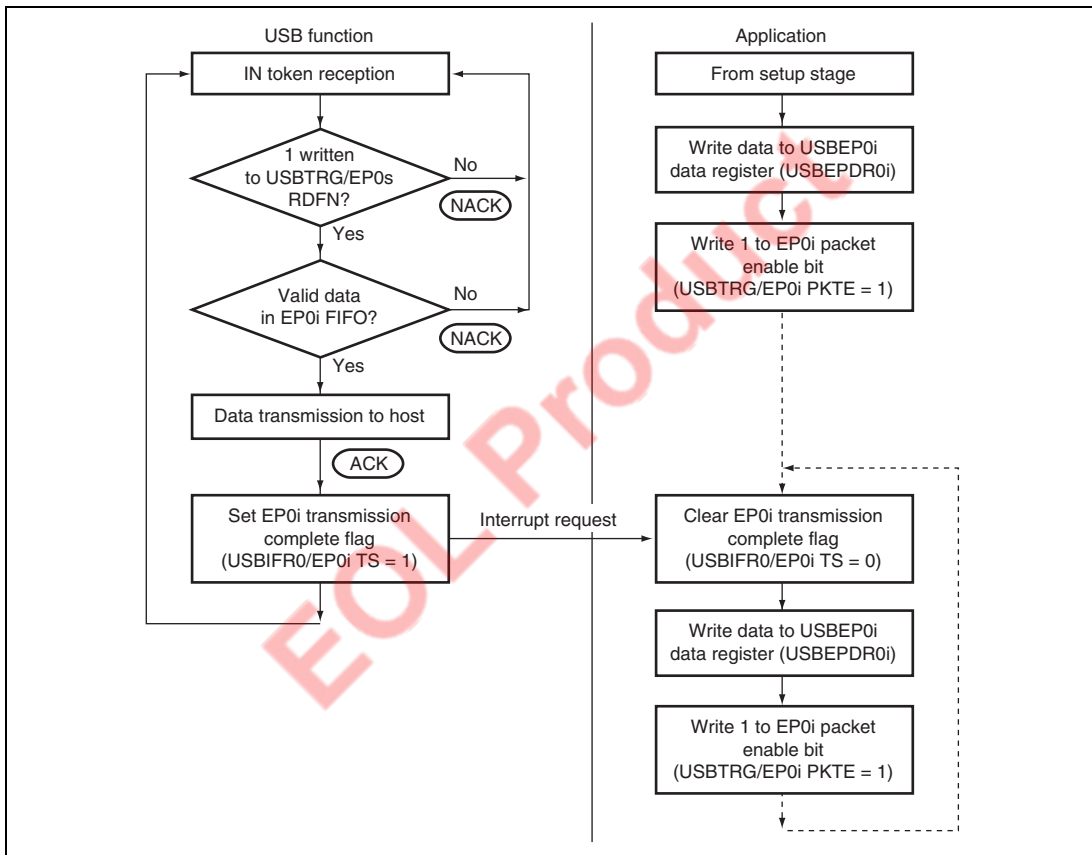 USB function
IN token reception
1 written
to USBTRG/EP0s
RDFN?
No
NACK
Yes
Valid data
in EP0i FIFO?
No
NACK
Yes
Data transmission to host
ACK
Set EP0i transmission
complete flag
(USBIFR0/EP0i TS = 1)
Interrupt request
Application
From setup stage
Write data to USBEP0i
data register (USBEPDR0i)
Write 1 to EP0i packet
enable bit
(USBTRG/EP0i PKTE = 1)
Clear EP0i transmission
complete flag
(USBIFR0/EP0i TS = 0)
Write data to USBEP0i
data register (USBEPDR0i)
Write 1 to EP0i packet
enable bit
(USBTRG/EP0i PKTE = 1)
EOL Product